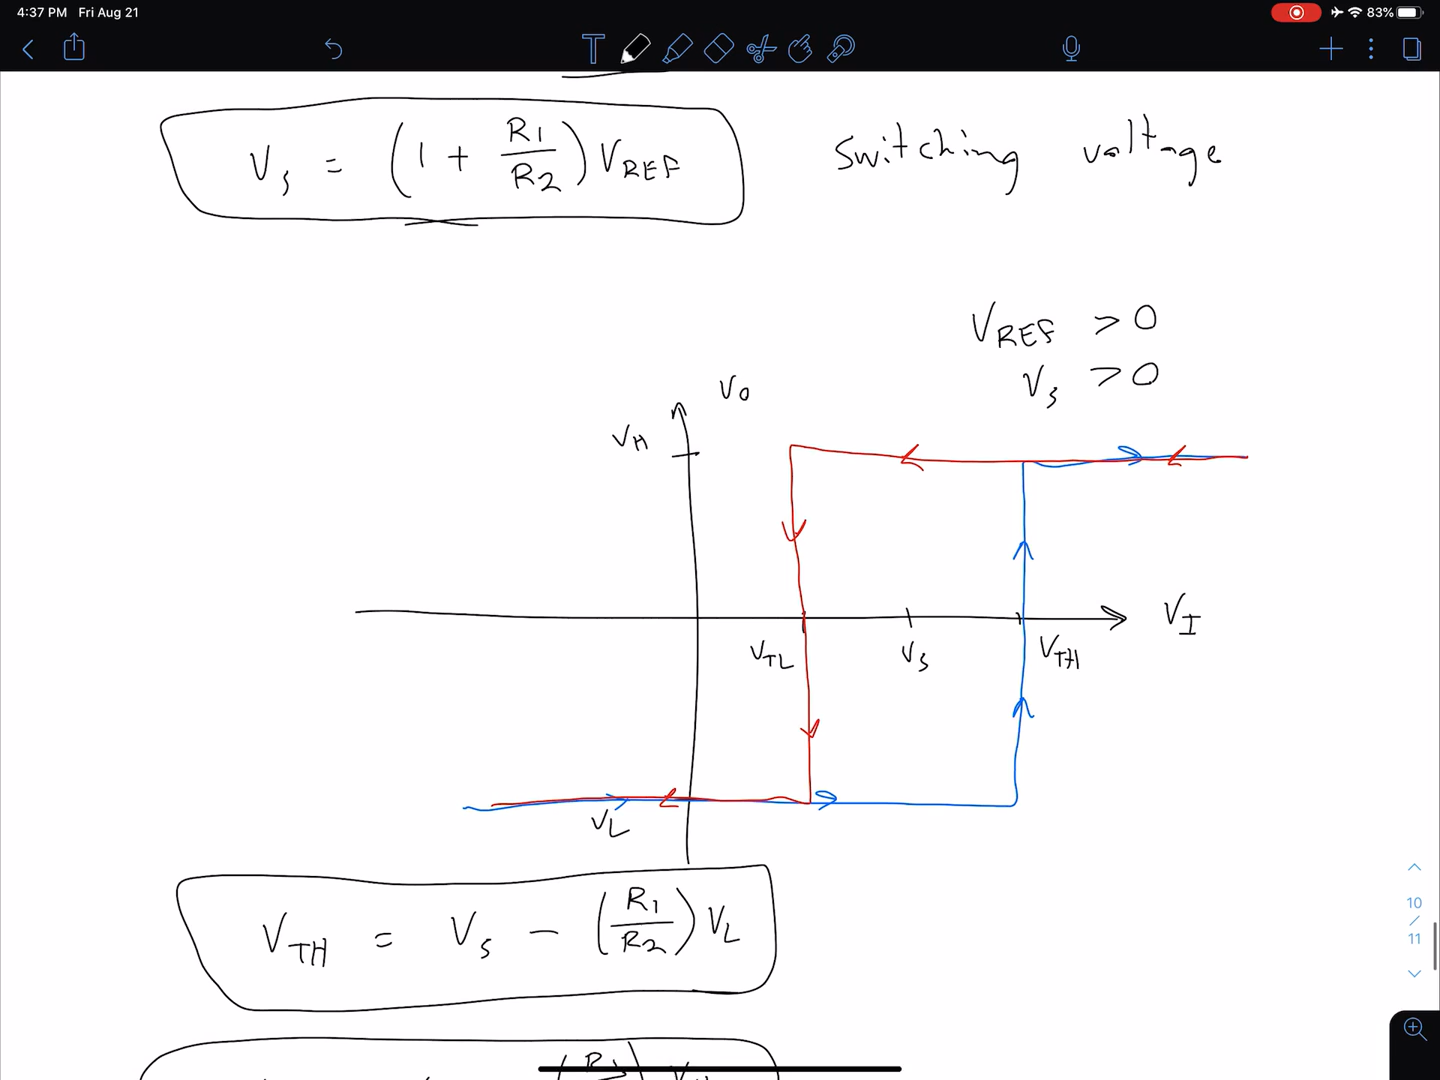 4:37 PM Fri Aug 21
83%
T
V_S = (1 + R1/R2) V_REF
switching voltage
V_REF > 0
V_S > 0
V_O
V_H
V_I
V_TL V_S V_TH
V_L
V_TH = V_S - (R1/R2) V_L
10
/
11